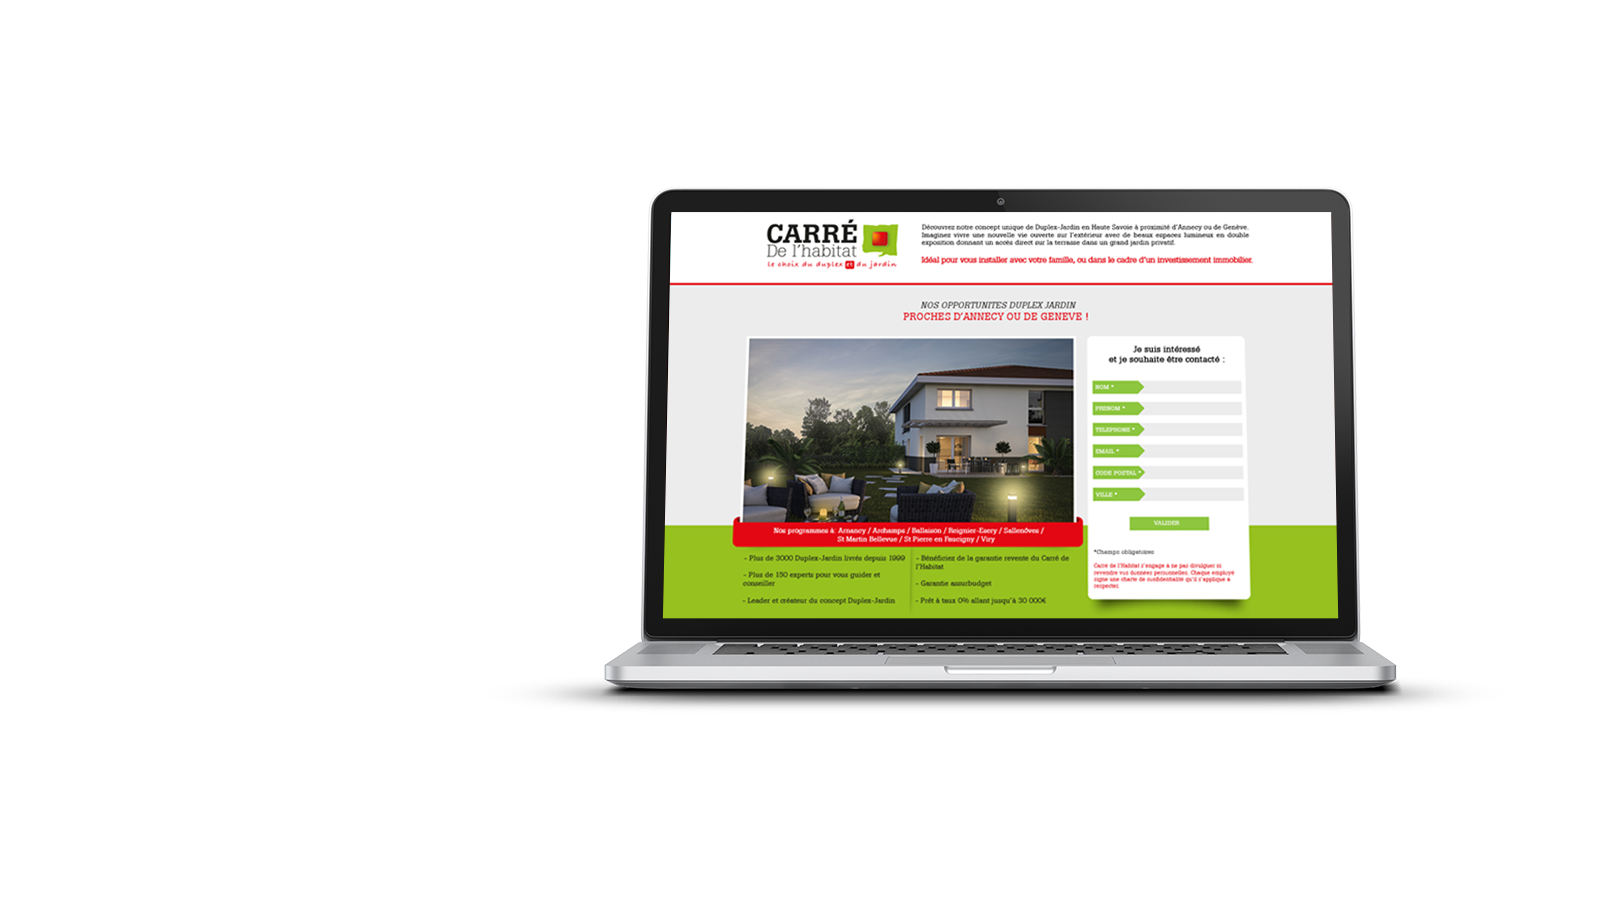 CARRÉ
De l'habitat
le choix du duplex et du jardin
Découvrez notre concept unique de Duplex-Jardin en Haute Savoie à proximité d'Annecy ou de Genève.
Imaginez vivre une nouvelle vie ouverte sur l'extérieur avec de beaux espaces lumineux en double
exposition donnant un accès direct sur la terrasse dans un grand jardin privatif.
Idéal pour vous installer avec votre famille, ou dans le cadre d'un investissement immobilier.
NOS OPPORTUNITES DUPLEX JARDIN
PROCHES D'ANNECY OU DE GENEVE !
Je suis intéressé
et je souhaite être contacté :
NOM *
PRENOM *
TELEPHONE *
EMAIL *
CODE POSTAL *
VILLE *
VALIDER
*Champs obligatoires
Carré de l'Habitat s'engage à ne pas divulguer ni
revendre vos données personnelles. Chaque employé
signe une charte de confidentialité qu'il s'applique à
respecter.
Nos programmes à: Arnancy / Archamps / Ballaison / Reignier-Esery / Sallenôves /
St Martin Bellevue / St Pierre en Faucigny / Viry
- Plus de 3000 Duplex-Jardin livrés depuis 1999
- Plus de 150 experts pour vous guider et
conseiller
- Leader et créateur du concept Duplex-Jardin
- Bénéficiez de la garantie revente du Carré de
l'Habitat
- Garantie assurbudget
- Prêt à taux 0% allant jusqu'à 30 000€